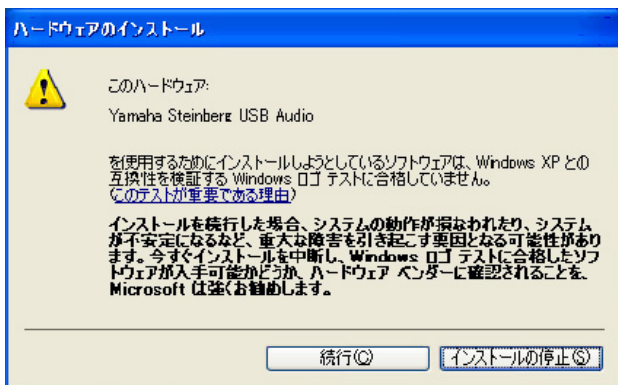 ハードウェアのインストール
このハードウェア:
Yamaha Steinberg USB Audio
を使用するためにインストールしようとしているソフトウェアは、Windows XP との
互換性を検証する Windows ロゴ テストに合格していません。
(このテストが重要である理由)
インストールを続行した場合、システムの動作が損なわれたり、システム
が不安定になるなど、重大な障害を引き起こす要因となる可能性があり
ます。今すぐインストールを中断し、Windows ロゴ テストに合格したソフ
トウェアが入手可能かどうか、ハードウェア ベンダーに確認されることを、
Microsoft は強くお勧めします。
続行(C)
インストールの停止(S)